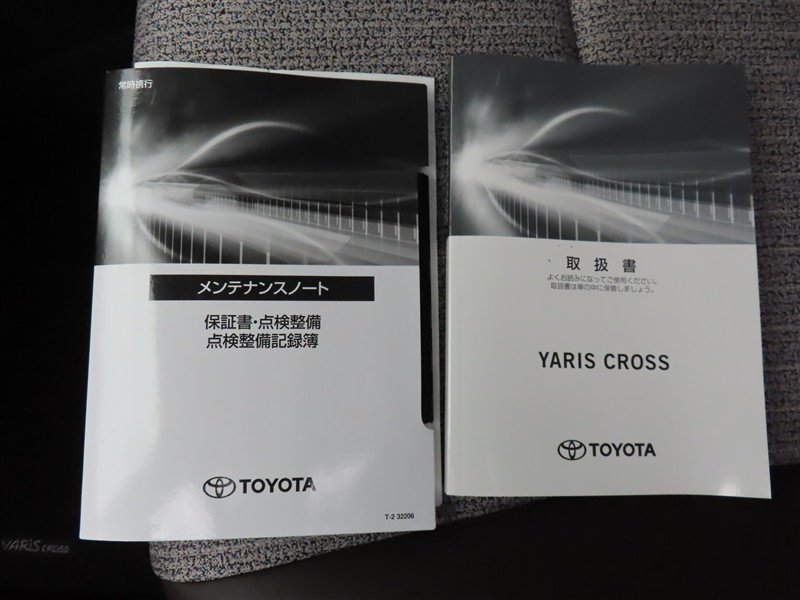 常時携行
メンテナンスノート
保証書・点検整備
点検整備記録簿
TOYOTA
T-2 32206
取扱書
よくお読みになってご使用ください。
取扱書は車の中に保管しましょう。
YARIS CROSS
TOYOTA
YARIS CROSS